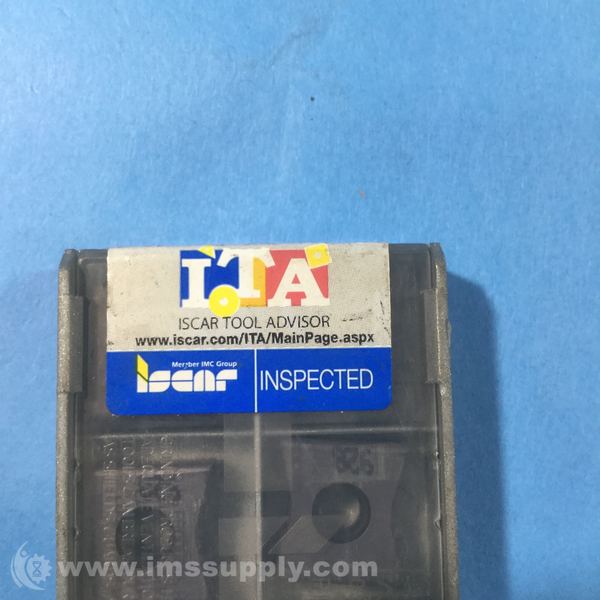 ITA
ISCAR TOOL ADVISOR
www.iscar.com/ITA/MainPage.aspx
Member IMC Group
iscar
INSPECTED
www.imssupply.com